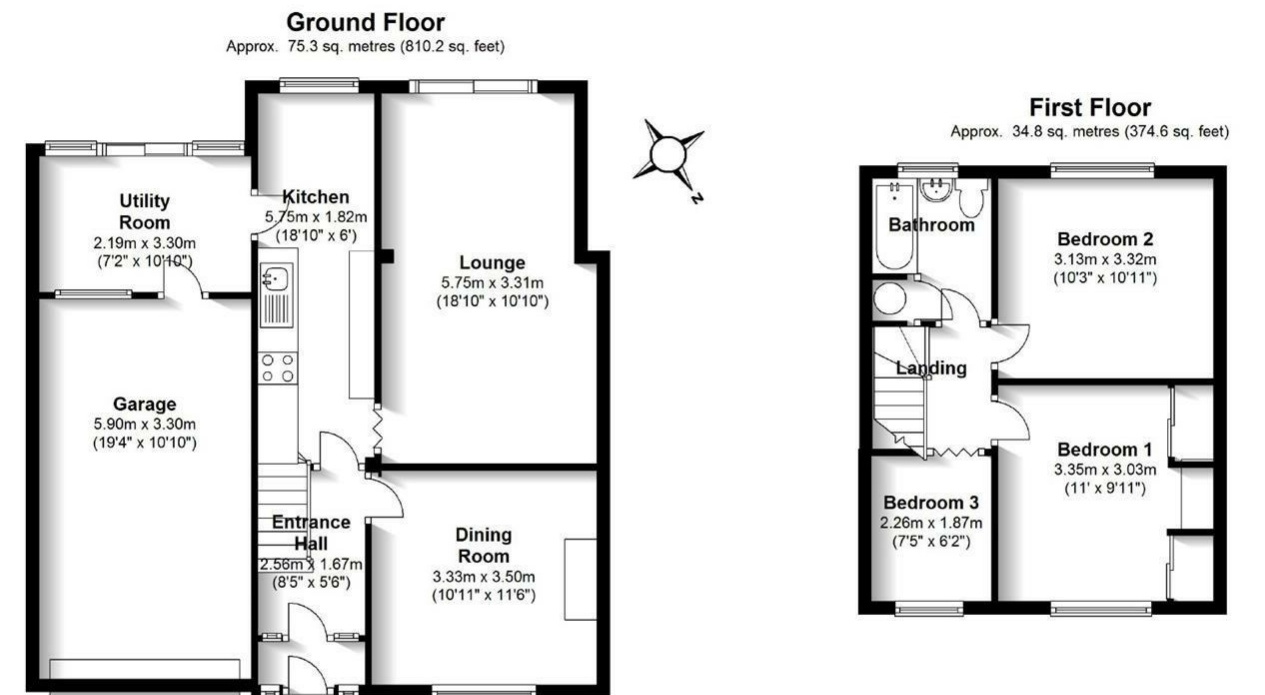 Ground Floor
Approx. 75.3 sq. metres (810.2 sq. feet)
Utility
Room
2.19m x 3.30m
(7'2" x 10'10")
Kitchen
5.75m x 1.82m
(18'10" x 6')
Lounge
5.75m x 3.31m
(18'10" x 10'10")
Garage
5.90m x 3.30m
(19'4" x 10'10")
Entrance
Hall
2.56m x 1.67m
(8'5" x 5'6")
Dining
Room
3.33m x 3.50m
(10'11" x 11'6")
N
First Floor
Approx. 34.8 sq. metres (374.6 sq. feet)
Bathroom
Bedroom 2
3.13m x 3.32m
(10'3" x 10'11")
Landing
Bedroom 1
3.35m x 3.03m
(11' x 9'11")
Bedroom 3
2.26m x 1.87m
(7'5" x 6'2")